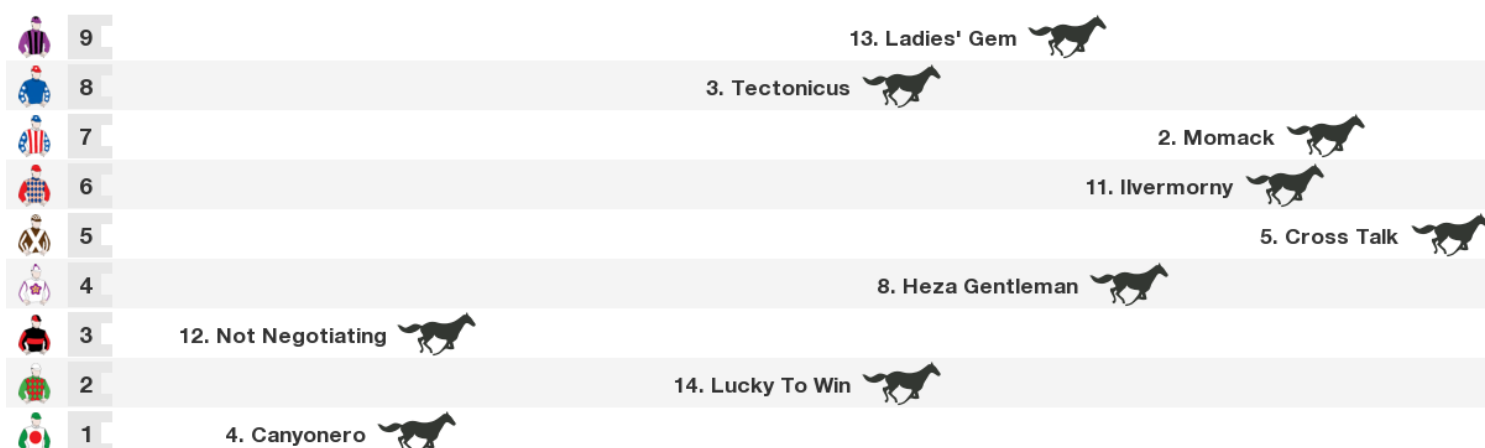 9 13. Ladies' Gem
8 3. Tectonicus
7 2. Momack
6 11. Ilvermorny
5 5. Cross Talk
4 8. Heza Gentleman
3 12. Not Negotiating
2 14. Lucky To Win
1 4. Canyonero